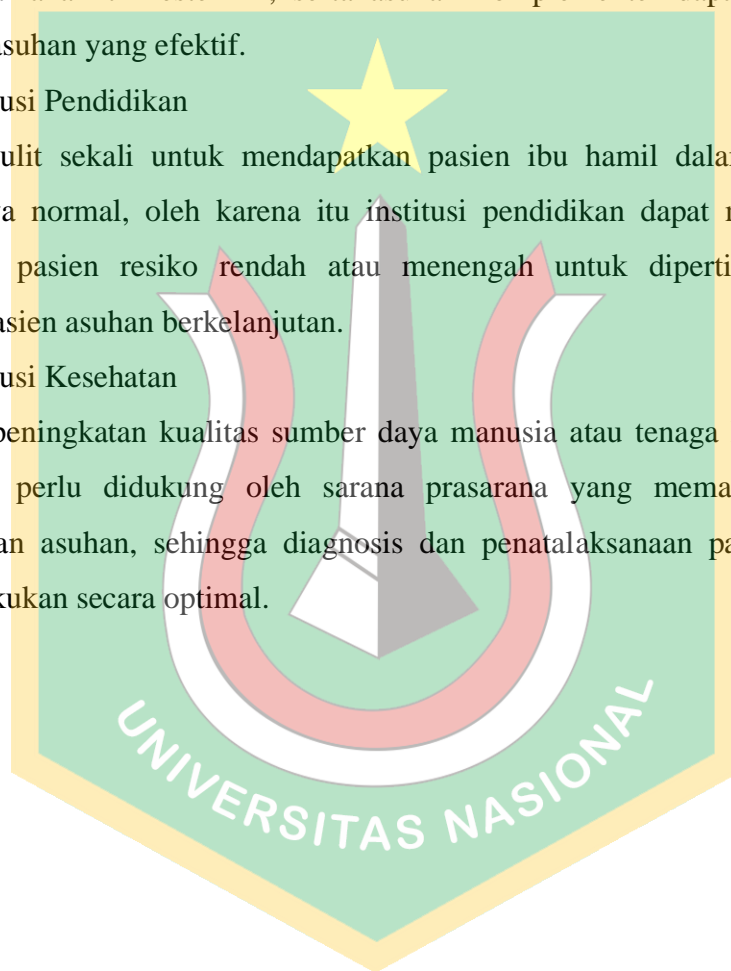 asuhan yang efektif.
usi Pendidikan
ulit sekali untuk mendapatkan pasien ibu hamil
normal, oleh karena itu institusi pendidikan dapat
pasien resiko rendah atau menengah untuk diperti
asien asuhan berkelanjutan.
usi Kesehatan
peningkatan kualitas sumber daya manusia atau tenaga
perlu didukung oleh sarana prasarana yang mema
an asuhan, sehingga diagnosis dan penatalaksanaan pa
kukan secara optimal.
UNIVERSITAS NASIONAL